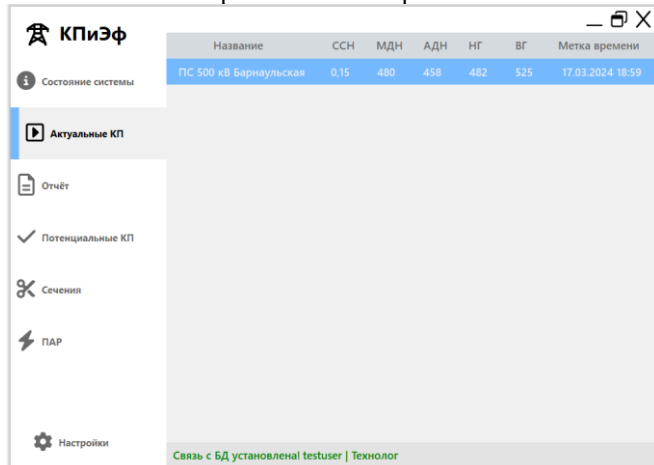 КПиЭф
Название ССН МДН АДН НГ ВГ Метка времени
ПС 500 кВ Барнаульская 0,15 480 458 482 525 17.03.2024 18:59
Состояние системы
Актуальные КП
Отчёт
Потенциальные КП
Сечения
ПАР
Настройки
Связь с БД установлена! testuser | Технолог